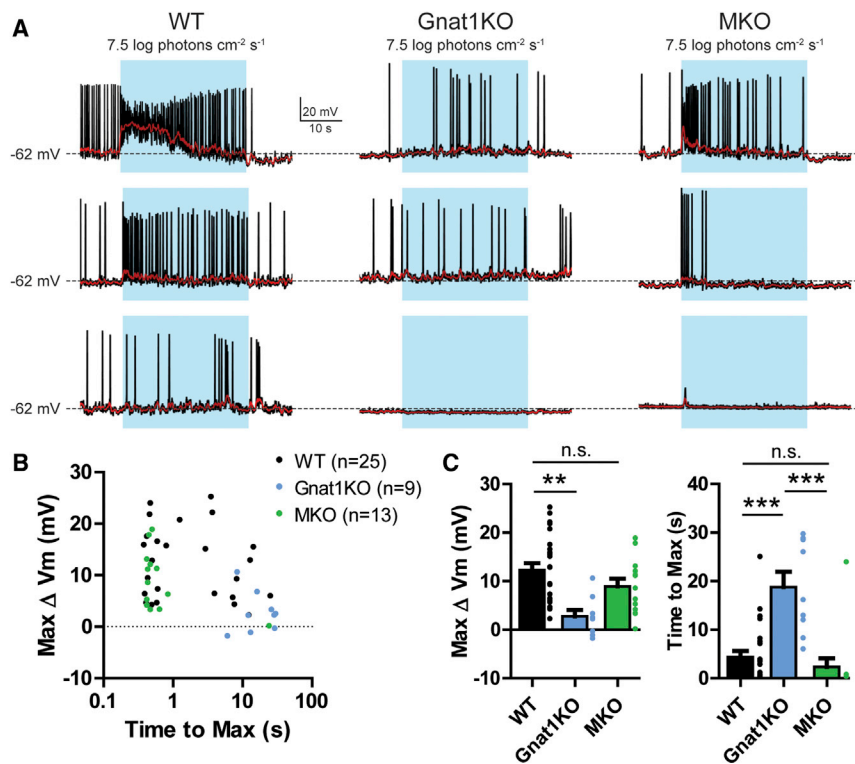 A
WT
Gnat1KO
MKO
7.5 log photons cm⁻² s⁻¹
7.5 log photons cm⁻² s⁻¹
7.5 log photons cm⁻² s⁻¹
20 mV
10 s
-62 mV
-62 mV
-62 mV
B
WT (n=25)
Gnat1KO (n=9)
MKO (n=13)
Max Δ Vm (mV)
30
20
10
0
-10
0.1
1
10
100
Time to Max (s)
C
n.s.
**
Max Δ Vm (mV)
30
20
10
0
-10
WT
Gnat1KO
MKO
n.s.
***
***
Time to Max (s)
40
30
20
10
0
WT
Gnat1KO
MKO